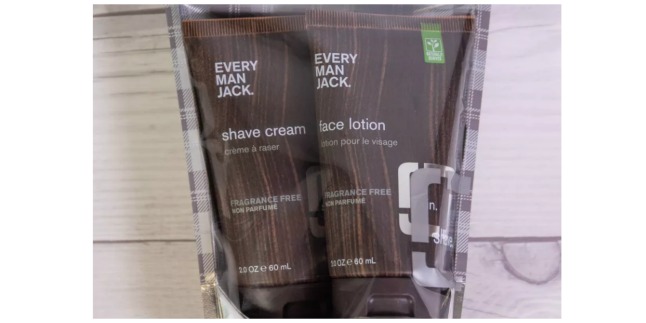 EVERY
MAN
JACK.
shave cream
crème à raser
FRAGRANCE FREE
NON PARFUMÉ
2.0 OZ ℮ 60 mL
EVERY
MAN
JACK.
face lotion
lotion pour le visage
FRAGRANCE FREE
NON PARFUMÉ
2.0 OZ ℮ 60 mL